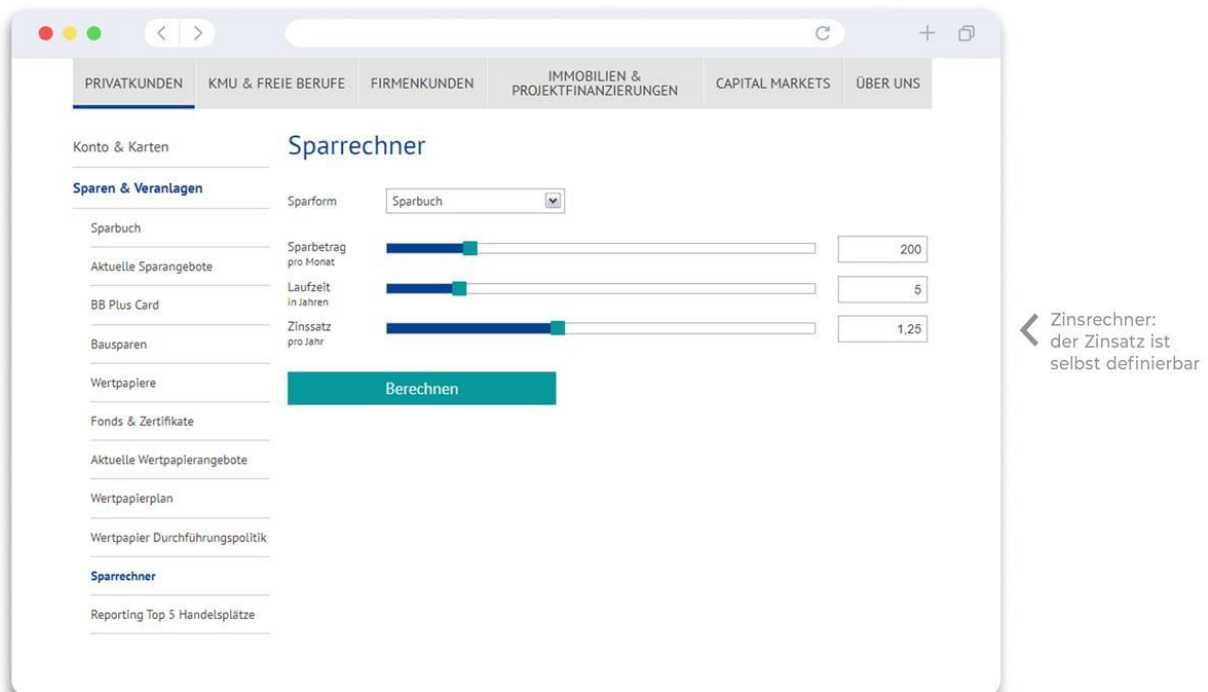 PRIVATKUNDEN
KMU & FREIE BERUFE
FIRMENKUNDEN
IMMOBILIEN &
PROJEKTFINANZIERUNGEN
CAPITAL MARKETS
ÜBER UNS
Konto & Karten
Sparen & Veranlagen
Sparbuch
Aktuelle Sparangebote
BB Plus Card
Bausparen
Wertpapiere
Fonds & Zertifikate
Aktuelle Wertpapierangebote
Wertpapierplan
Wertpapier Durchführungspolitik
Sparrechner
Reporting Top 5 Handelsplätze
Sparrechner
Sparform
Sparbuch
Sparbetrag
pro Monat
200
Laufzeit
in Jahren
5
Zinssatz
pro Jahr
1,25
Berechnen
Zinsrechner:
der Zinsatz ist
selbst definierbar